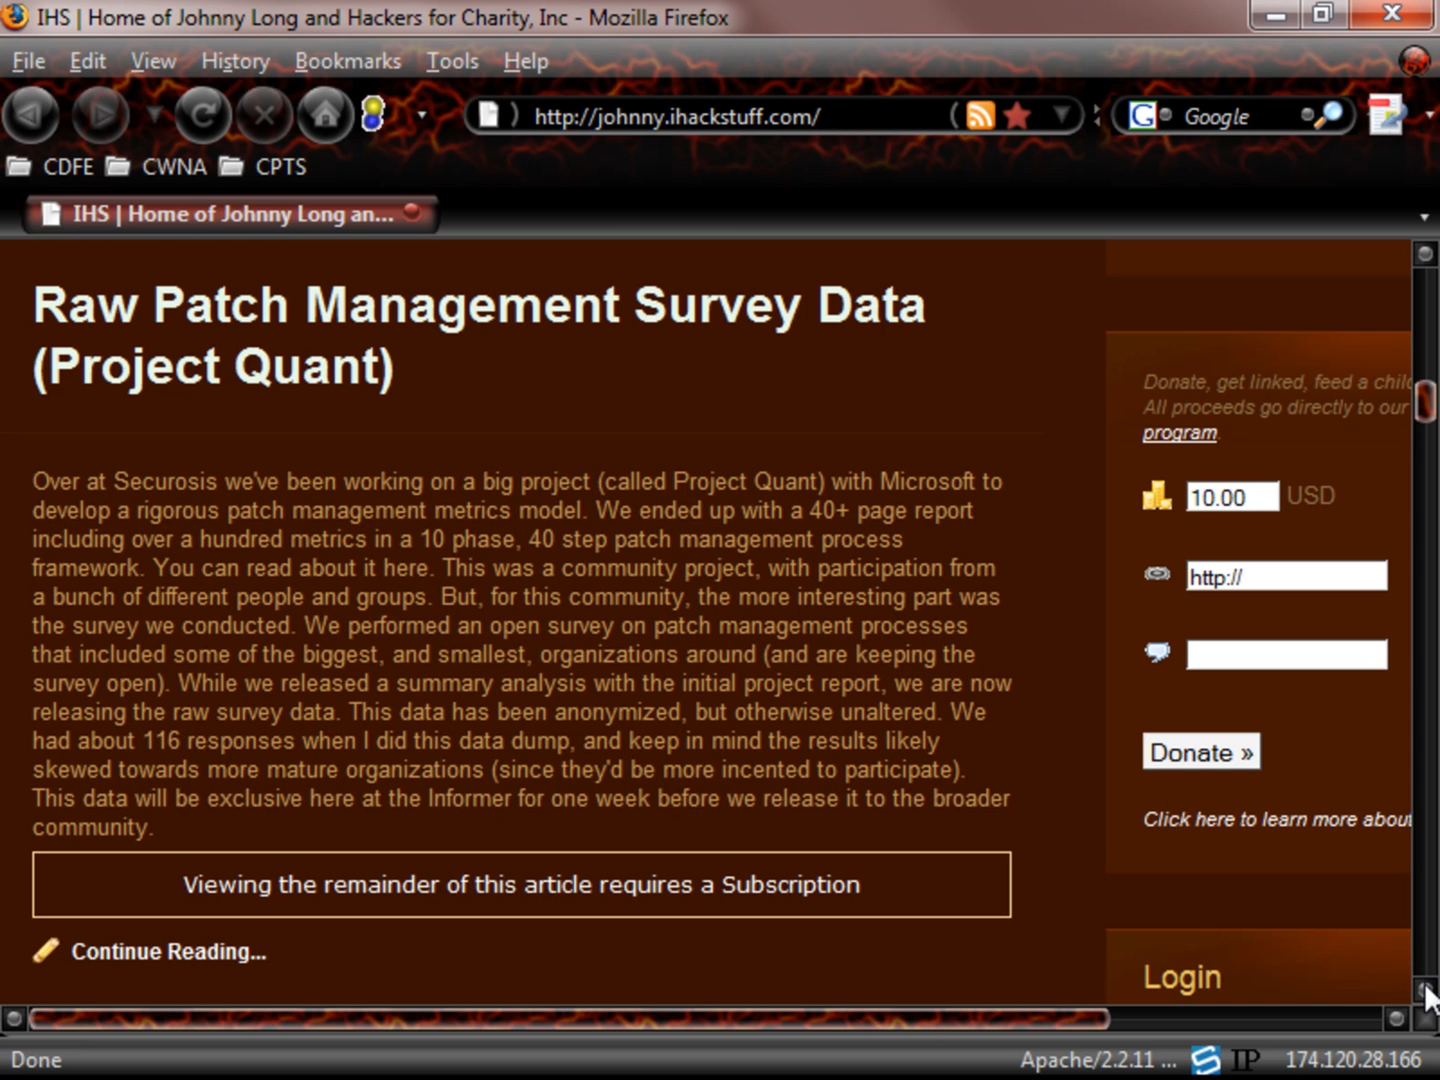 IHS | Home of Johnny Long and Hackers for Charity, Inc - Mozilla Firefox
File Edit View History Bookmarks Tools Help
http://johnny.ihackstuff.com/
G Google
CDFE CWNA CPTS
IHS | Home of Johnny Long an...
Raw Patch Management Survey Data
(Project Quant)
Over at Securosis we've been working on a big project (called Project Quant) with Microsoft to
develop a rigorous patch management metrics model. We ended up with a 40+ page report
including over a hundred metrics in a 10 phase, 40 step patch management process
framework. You can read about it here. This was a community project, with participation from
a bunch of different people and groups. But, for this community, the more interesting part was
the survey we conducted. We performed an open survey on patch management processes
that included some of the biggest, and smallest, organizations around (and are keeping the
survey open). While we released a summary analysis with the initial project report, we are now
releasing the raw survey data. This data has been anonymized, but otherwise unaltered. We
had about 116 responses when I did this data dump, and keep in mind the results likely
skewed towards more mature organizations (since they'd be more incented to participate).
This data will be exclusive here at the Informer for one week before we release it to the broader
community.
Viewing the remainder of this article requires a Subscription
Continue Reading...
Donate, get linked, feed a chil
All proceeds go directly to our
program.
10.00 USD
http://
Donate »
Click here to learn more about
Login
Done
Apache/2.2.11 ... S IP 174.120.28.166